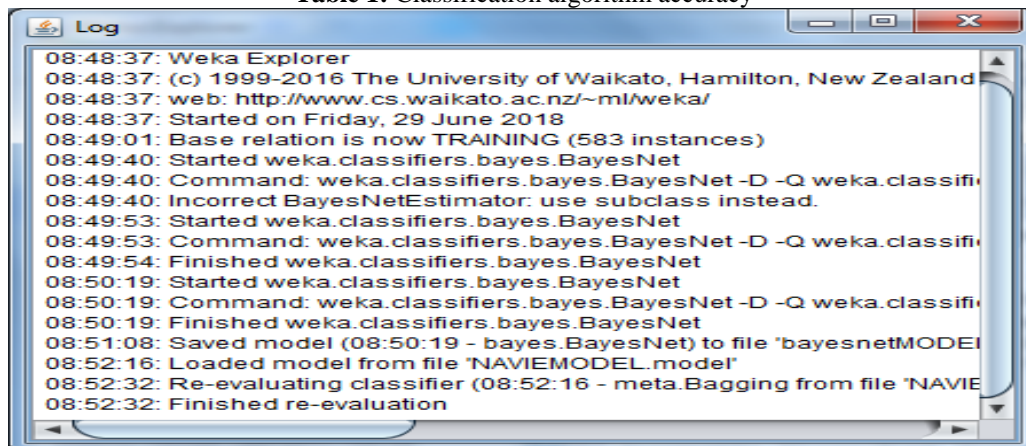 Table 1: Classification algorithm accuracy
Log
08:48:37: Weka Explorer
08:48:37: (c) 1999-2016 The University of Waikato, Hamilton, New Zealand
08:48:37: web: http://www.cs.waikato.ac.nz/~ml/weka/
08:48:37: Started on Friday, 29 June 2018
08:49:01: Base relation is now TRAINING (583 instances)
08:49:40: Started weka.classifiers.bayes.BayesNet
08:49:40: Command: weka.classifiers.bayes.BayesNet -D -Q weka.classifi
08:49:40: Incorrect BayesNetEstimator: use subclass instead.
08:49:53: Started weka.classifiers.bayes.BayesNet
08:49:53: Command: weka.classifiers.bayes.BayesNet -D -Q weka.classifi
08:49:54: Finished weka.classifiers.bayes.BayesNet
08:50:19: Started weka.classifiers.bayes.BayesNet
08:50:19: Command: weka.classifiers.bayes.BayesNet -D -Q weka.classifi
08:50:19: Finished weka.classifiers.bayes.BayesNet
08:51:08: Saved model (08:50:19 - bayes.BayesNet) to file 'bayesnetMODEl
08:52:16: Loaded model from file 'NAVIEMODEL.model'
08:52:32: Re-evaluating classifier (08:52:16 - meta.Bagging from file 'NAVIE
08:52:32: Finished re-evaluation